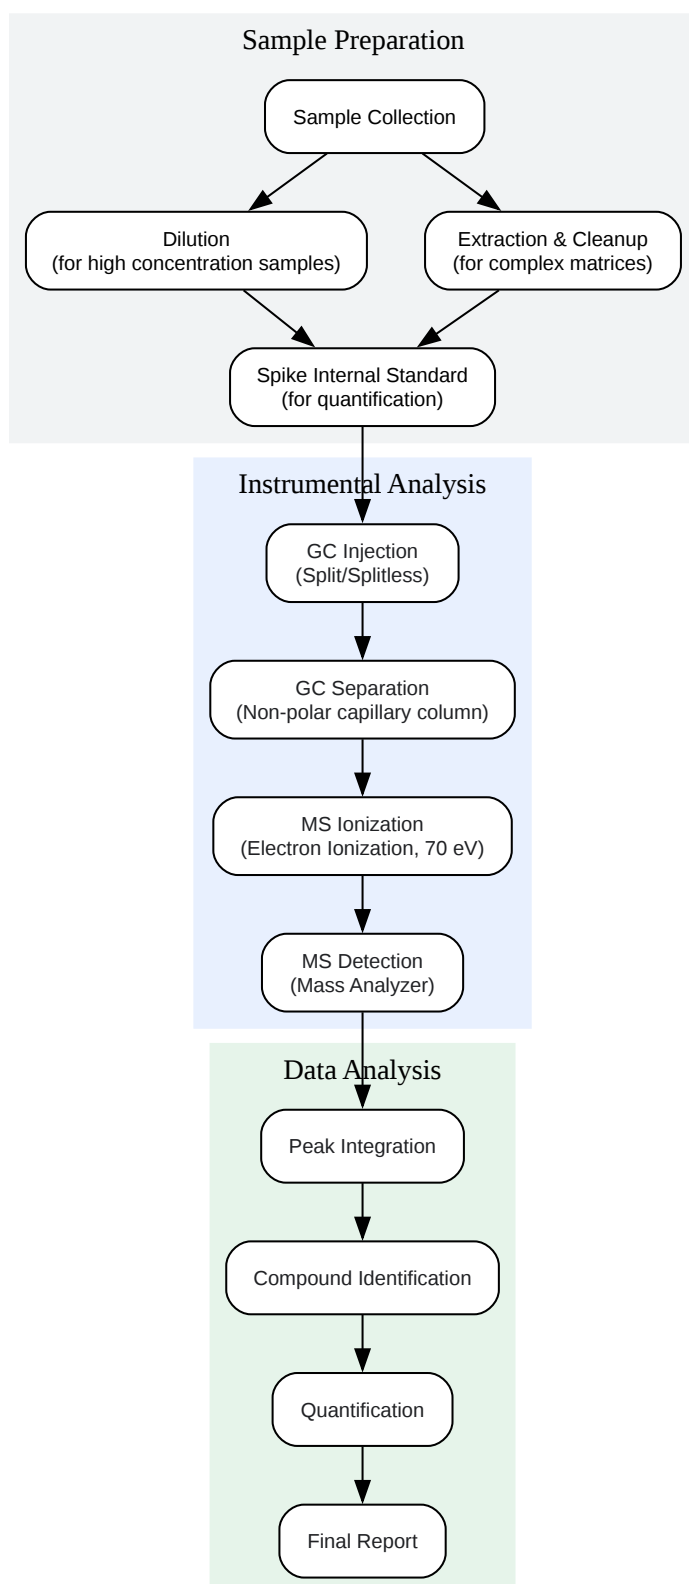 Sample Preparation
Sample Collection
Dilution
(for high concentration samples)
Extraction & Cleanup
(for complex matrices)
Spike Internal Standard
(for quantification)
Instrumental Analysis
GC Injection
(Split/Splitless)
GC Separation
(Non-polar capillary column)
MS Ionization
(Electron Ionization, 70 eV)
MS Detection
(Mass Analyzer)
Data Analysis
Peak Integration
Compound Identification
Quantification
Final Report